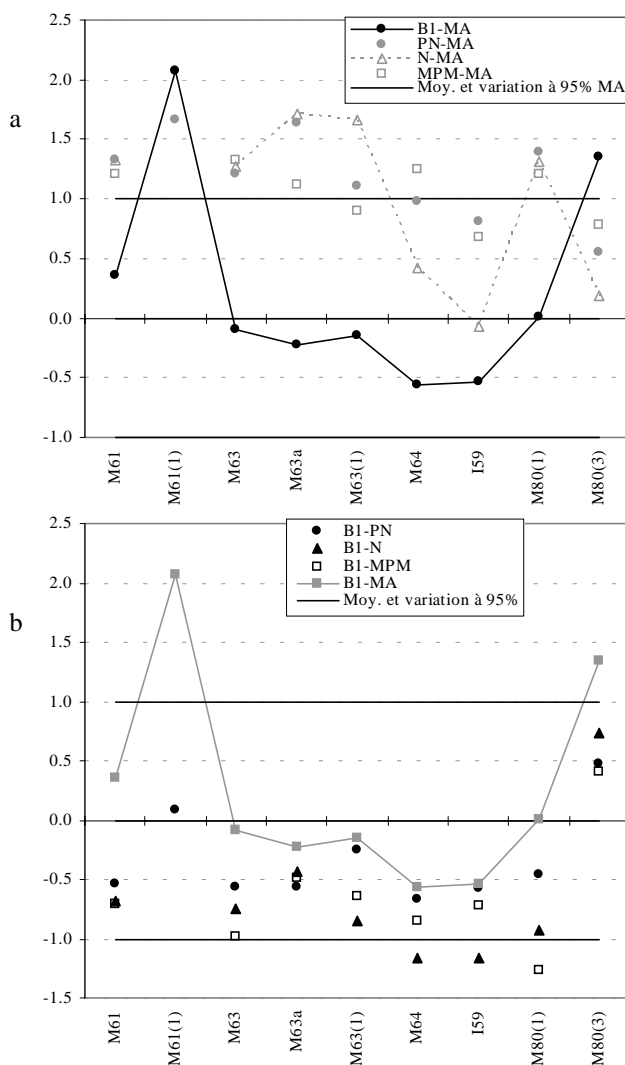 a
2.5
2.0
1.5
1.0
0.5
0.0
-0.5
-1.0
B1-MA
PN-MA
N-MA
MPM-MA
Moy. et variation à 95% MA
M61
M61(1)
M63
M63a
M63(1)
M64
I59
M80(1)
M80(3)
b
2.5
2.0
1.5
1.0
0.5
0.0
-0.5
-1.0
-1.5
B1-PN
B1-N
B1-MPM
B1-MA
Moy. et variation à 95%
M61
M61(1)
M63
M63a
M63(1)
M64
I59
M80(1)
M80(3)